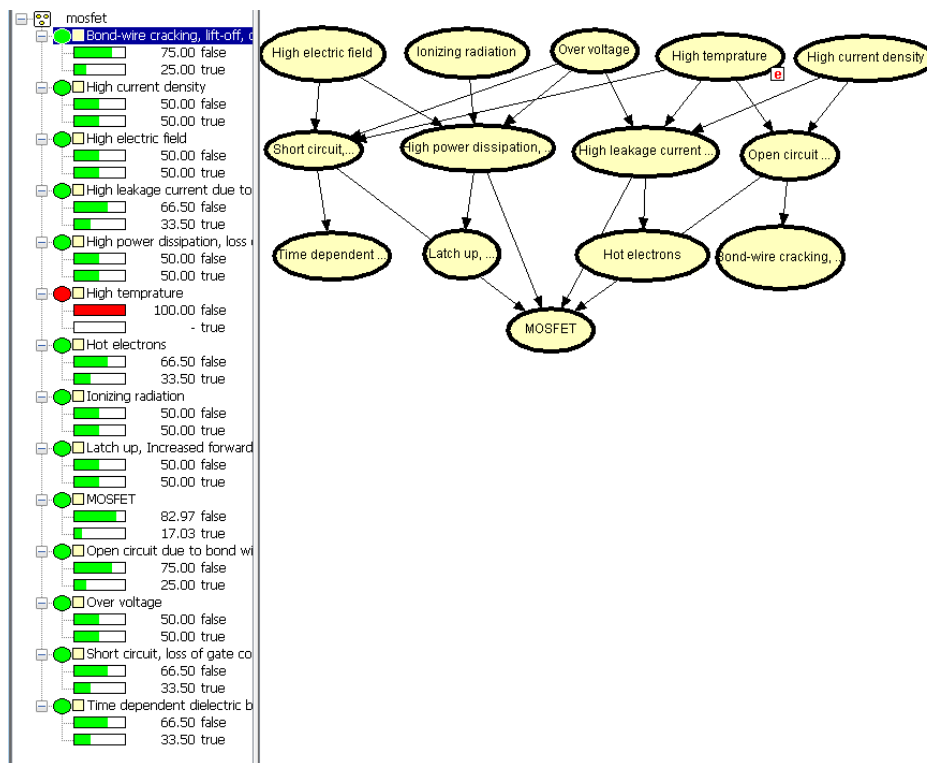 mosfet
Bond-wire cracking, lift-off, c
75.00 false
25.00 true
High current density
50.00 false
50.00 true
High electric field
50.00 false
50.00 true
High leakage current due to
66.50 false
33.50 true
High power dissipation, loss c
50.00 false
50.00 true
High temprature
100.00 false
- true
Hot electrons
66.50 false
33.50 true
Ionizing radiation
50.00 false
50.00 true
Latch up, Increased forward
50.00 false
50.00 true
MOSFET
82.97 false
17.03 true
Open circuit due to bond wi
75.00 false
25.00 true
Over voltage
50.00 false
50.00 true
Short circuit, loss of gate co
66.50 false
33.50 true
Time dependent dielectric b
66.50 false
33.50 true
High electric field
Ionizing radiation
Over voltage
High temprature
e
High current density
Short circuit,...
High power dissipation, ...
High leakage current ...
Open circuit ...
Time dependent ...
Latch up, ...
Hot electrons
Bond-wire cracking, ...
MOSFET